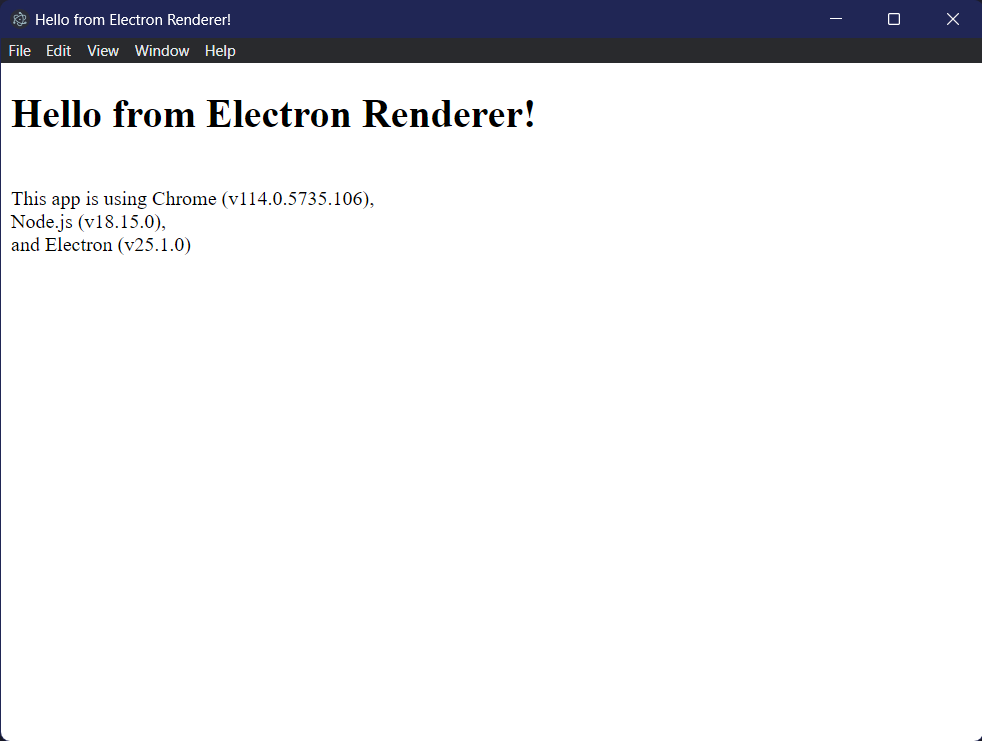 Hello from Electron Renderer!
File Edit View Window Help
Hello from Electron Renderer!
This app is using Chrome (v114.0.5735.106),
Node.js (v18.15.0),
and Electron (v25.1.0)